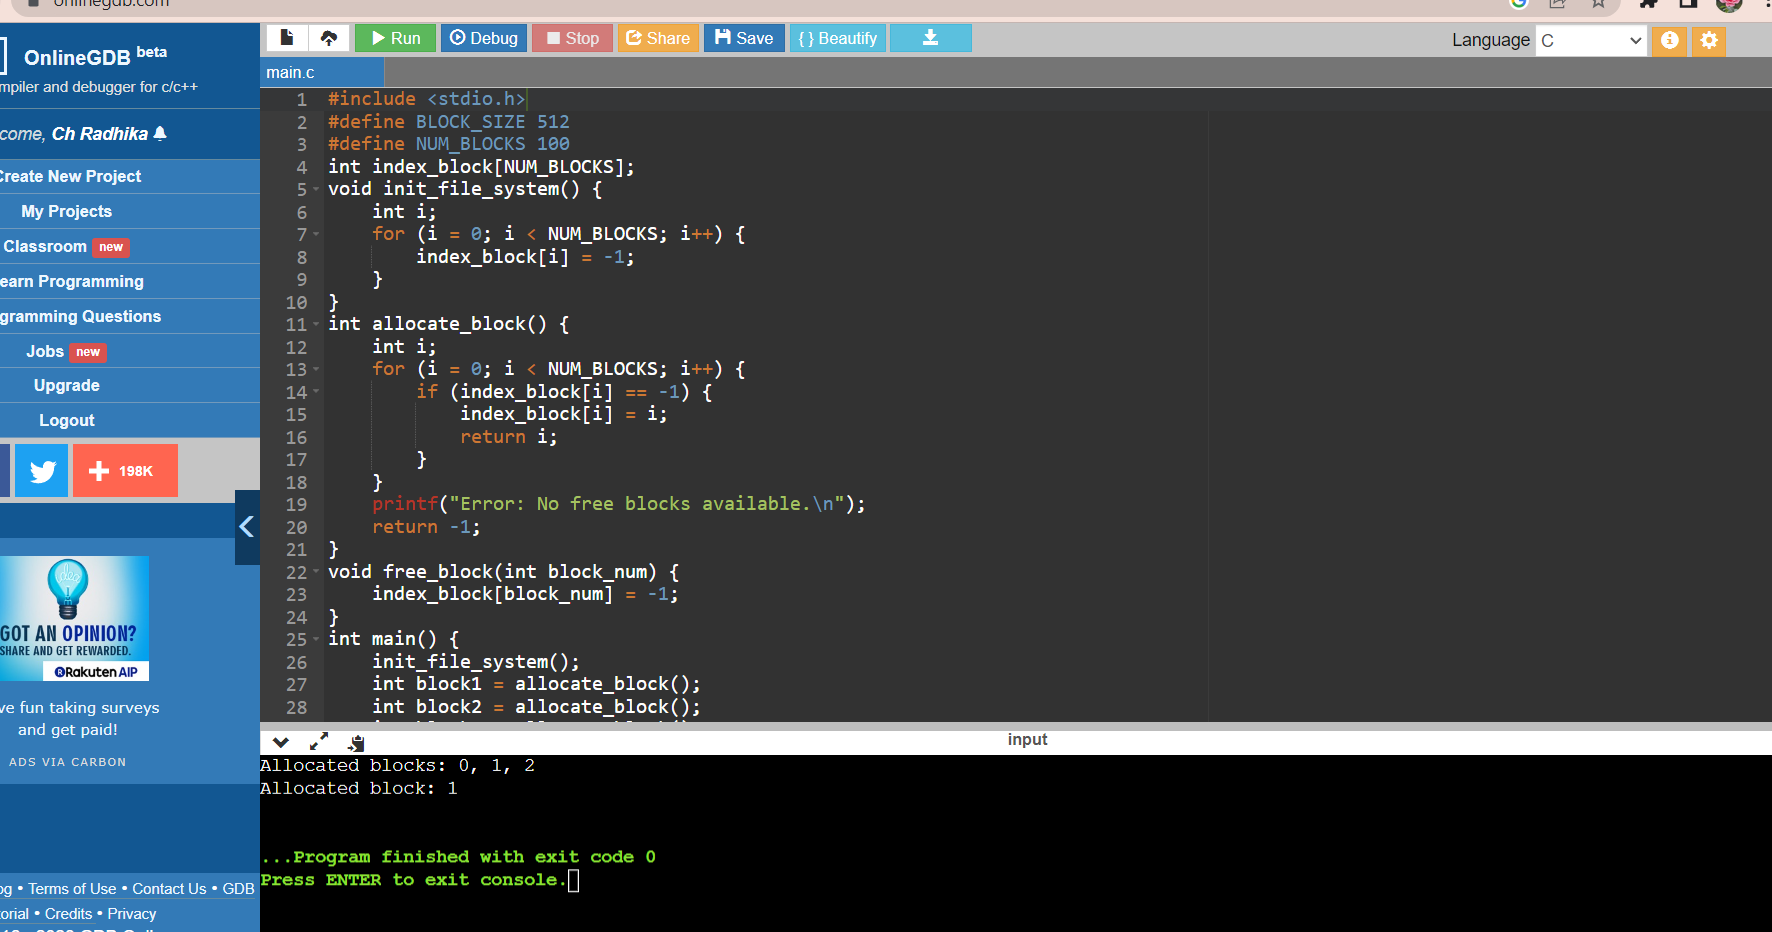 onlinegdb.com
OnlineGDB beta
mpiler and debugger for c/c++
come, Ch Radhika
Create New Project
My Projects
Classroom new
earn Programming
gramming Questions
Jobs new
Upgrade
Logout
198K
GOT AN OPINION?
SHARE AND GET REWARDED.
Rakuten AIP
ve fun taking surveys
and get paid!
ADS VIA CARBON
og • Terms of Use • Contact Us • GDB
orial • Credits • Privacy
Run Debug Stop Share Save {} Beautify
Language C
main.c
1 #include <stdio.h>
2 #define BLOCK_SIZE 512
3 #define NUM_BLOCKS 100
4 int index_block[NUM_BLOCKS];
5 void init_file_system() {
6     int i;
7     for (i = 0; i < NUM_BLOCKS; i++) {
8         index_block[i] = -1;
9     }
10 }
11 int allocate_block() {
12     int i;
13     for (i = 0; i < NUM_BLOCKS; i++) {
14         if (index_block[i] == -1) {
15             index_block[i] = i;
16             return i;
17         }
18     }
19     printf("Error: No free blocks available.\n");
20     return -1;
21 }
22 void free_block(int block_num) {
23     index_block[block_num] = -1;
24 }
25 int main() {
26     init_file_system();
27     int block1 = allocate_block();
28     int block2 = allocate_block();
input
Allocated blocks: 0, 1, 2
Allocated block: 1
...Program finished with exit code 0
Press ENTER to exit console.